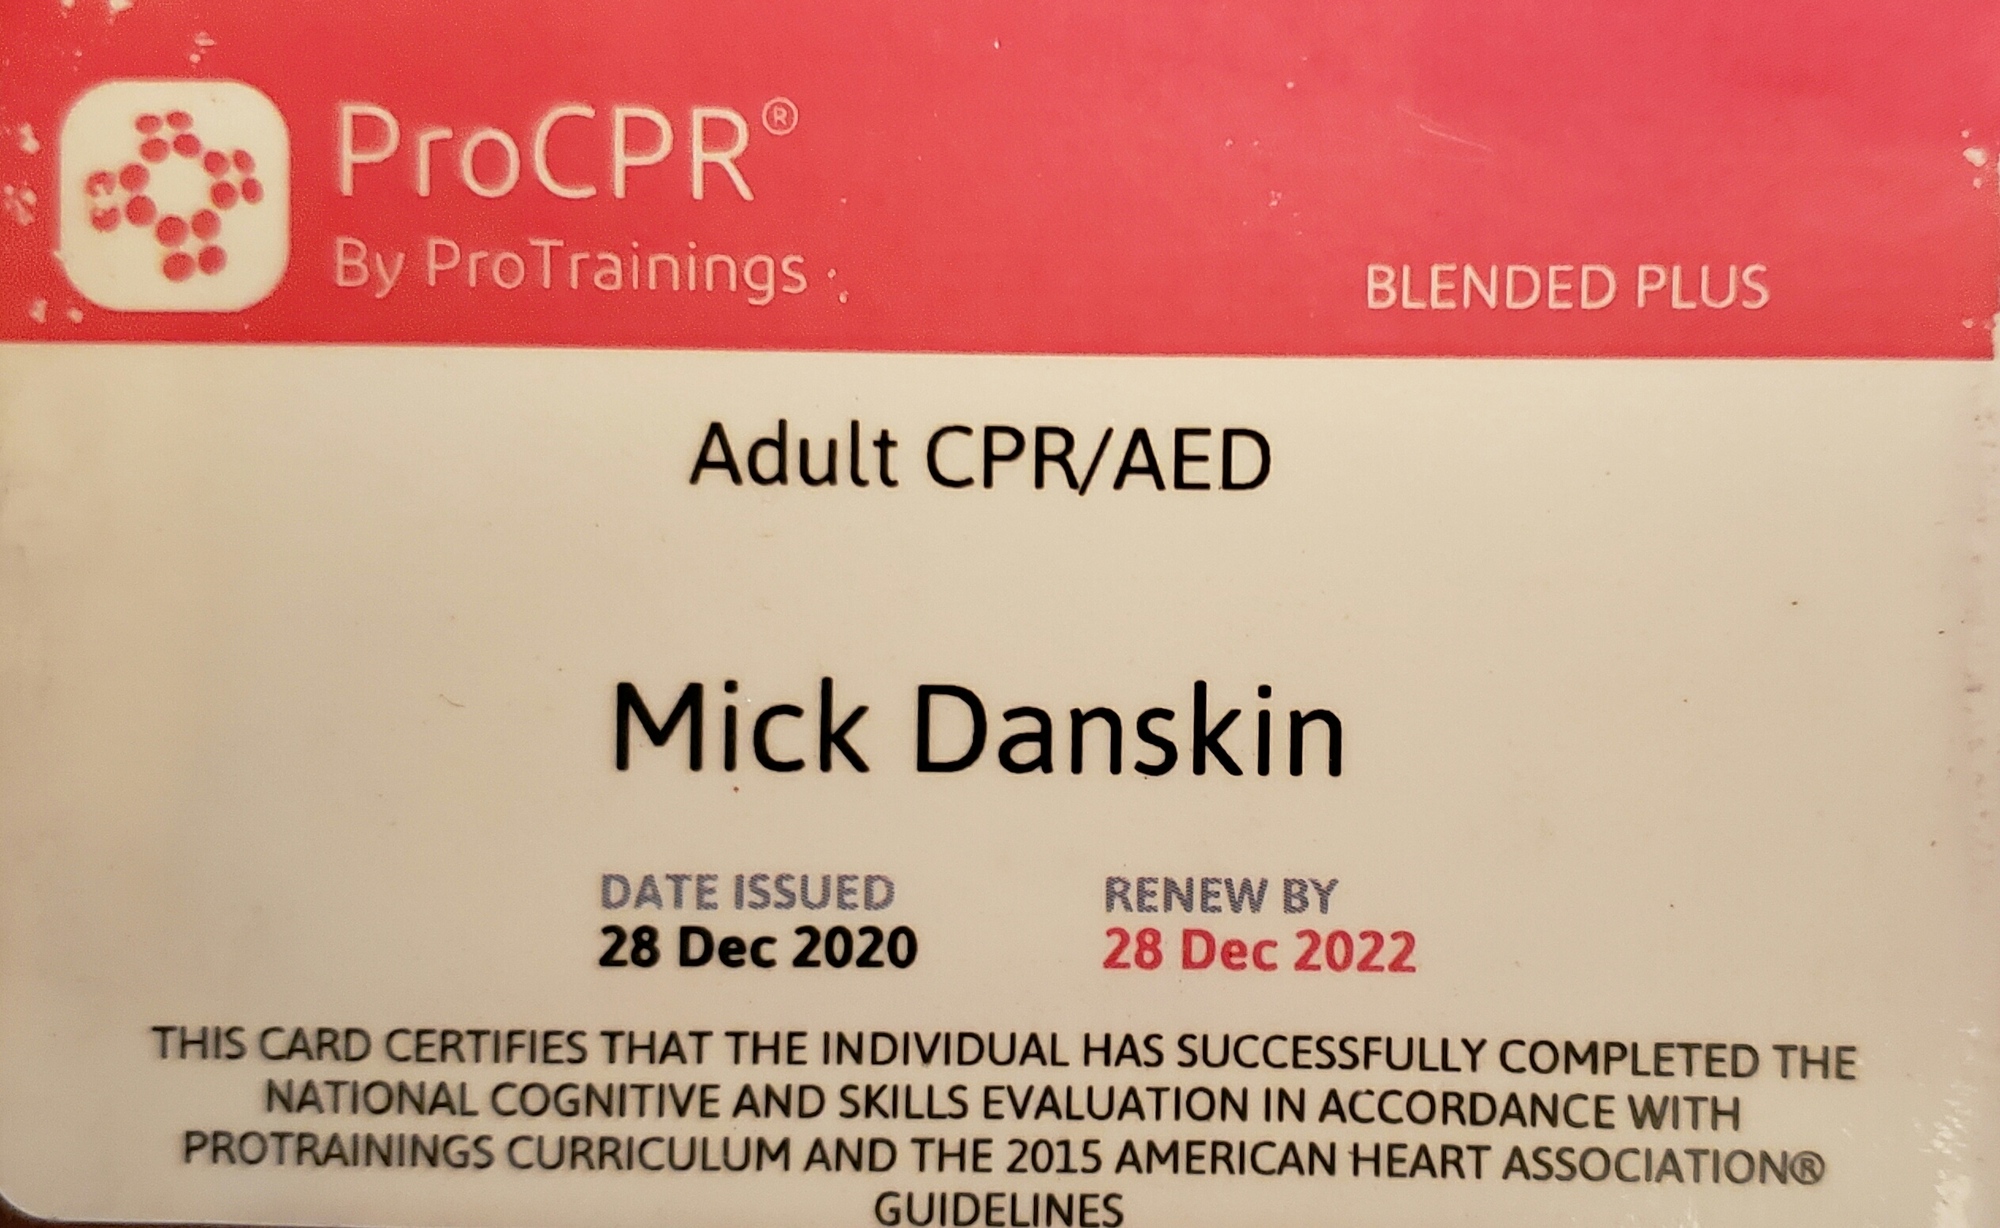 ProCPR®
By ProTrainings
BLENDED PLUS
Adult CPR/AED
Mick Danskin
DATE ISSUED
28 Dec 2020
RENEW BY
28 Dec 2022
THIS CARD CERTIFIES THAT THE INDIVIDUAL HAS SUCCESSFULLY COMPLETED THE
NATIONAL COGNITIVE AND SKILLS EVALUATION IN ACCORDANCE WITH
PROTRAININGS CURRICULUM AND THE 2015 AMERICAN HEART ASSOCIATION®
GUIDELINES